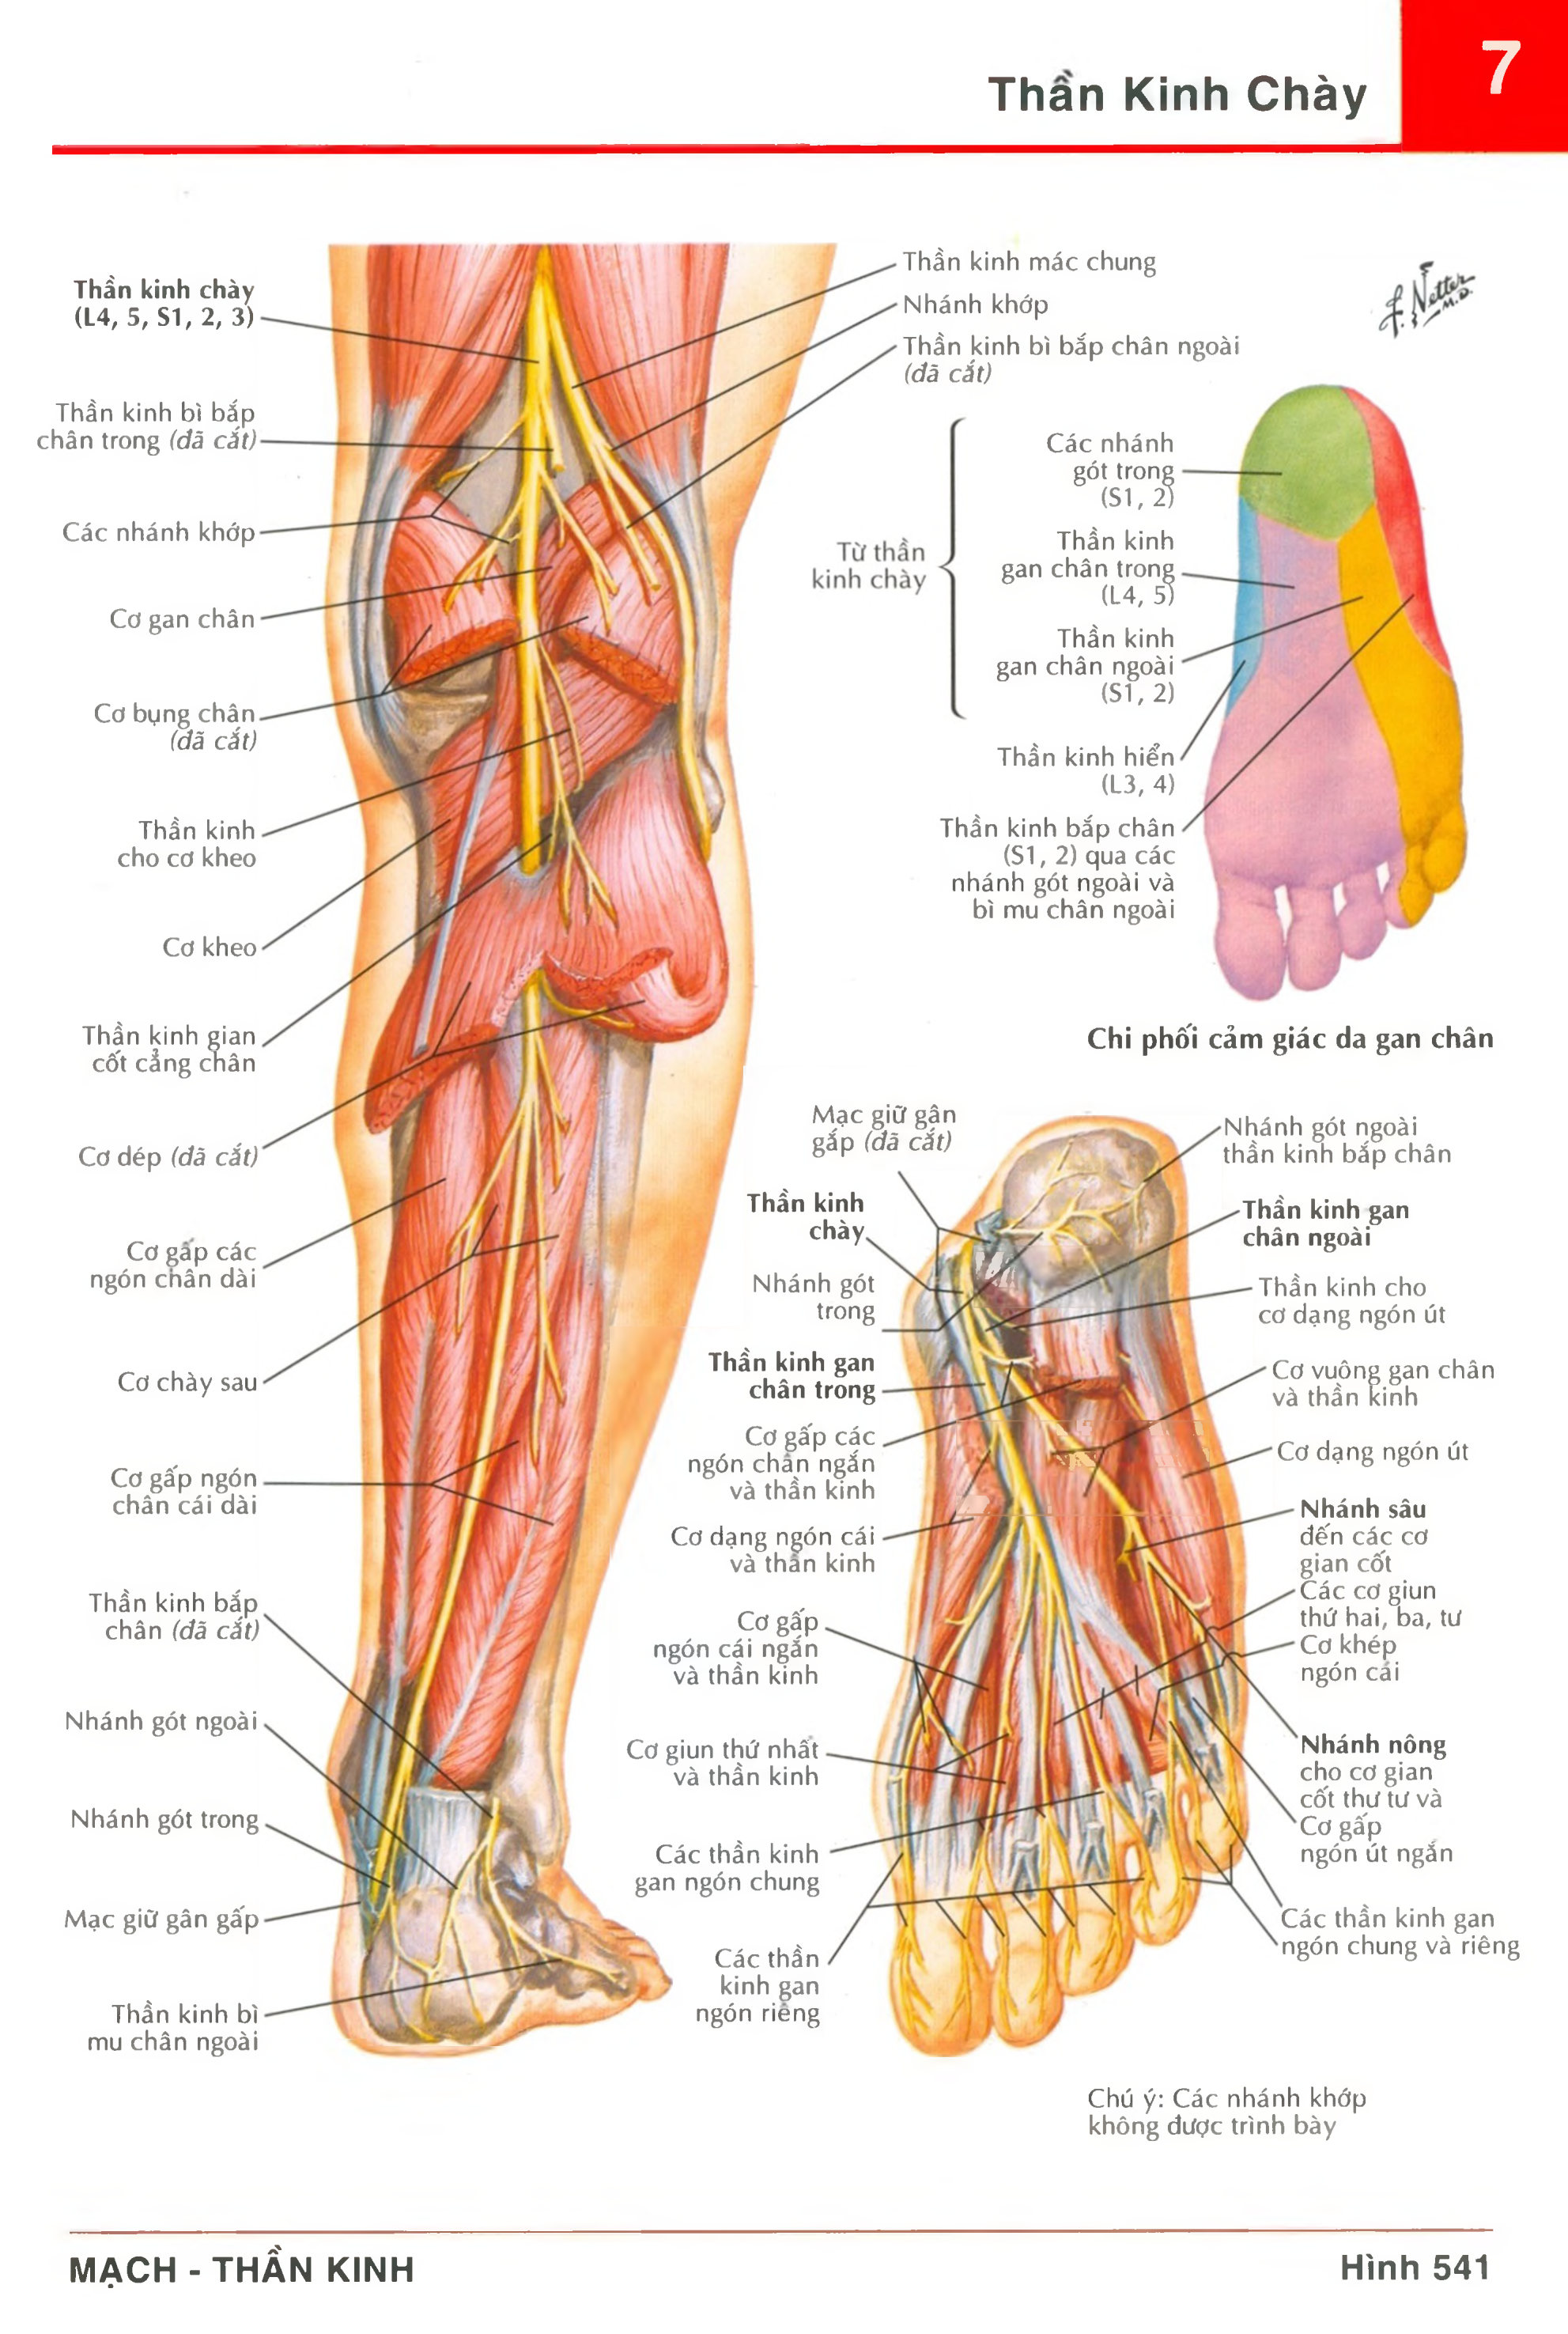 7
Thần Kinh Chày
Thần kinh chày
(L4, 5, S1, 2, 3)
Thần kinh bì bắp
chân trong (đã cắt)
Các nhánh khớp
Cơ gan chân
Cơ bụng chân
(đã cắt)
Thần kinh
cho cơ kheo
Cơ kheo
Thần kinh gian
cốt cẳng chân
Cơ dép (đã cắt)
Cơ gấp các
ngón chân dài
Cơ chày sau
Cơ gấp ngón
chân cái dài
Thần kinh bắp
chân (đã cắt)
Nhánh gót ngoài
Nhánh gót trong
Mạc giữ gân gấp
Thần kinh bì
mu chân ngoài
Thần kinh mác chung
Nhánh khớp
Thần kinh bì bắp chân ngoài
(đã cắt)
F. Netter
M.D.
Từ thần
kinh chày
Các nhánh
gót trong
(S1, 2)
Thần kinh
gan chân trong
(L4, 5)
Thần kinh
gan chân ngoài
(S1, 2)
Thần kinh hiển
(L3, 4)
Thần kinh bắp chân
(S1, 2) qua các
nhánh gót ngoài và
bì mu chân ngoài
Chi phối cảm giác da gan chân
Mạc giữ gân
gấp (đã cắt)
Thần kinh
chày
Nhánh gót
trong
Thần kinh gan
chân trong
Cơ gấp các
ngón chân ngắn
và thần kinh
Cơ dạng ngón cái
và thần kinh
Cơ gấp
ngón cái ngắn
và thần kinh
Cơ giun thứ nhất
và thần kinh
Các thần kinh
gan ngón chung
Các thần
kinh gan
ngón riêng
Nhánh gót ngoài
thần kinh bắp chân
Thần kinh gan
chân ngoài
Thần kinh cho
cơ dạng ngón út
Cơ vuông gan chân
và thần kinh
Cơ dạng ngón út
Nhánh sâu
đến các cơ
gian cốt
Các cơ giun
thứ hai, ba, tư
Cơ khép
ngón cái
Nhánh nông
cho cơ gian
cốt thư tư và
Cơ gấp
ngón út ngắn
Các thần kinh gan
ngón chung và riêng
Chú ý: Các nhánh khớp
không được trình bày
MẠCH - THẦN KINH
Hình 541